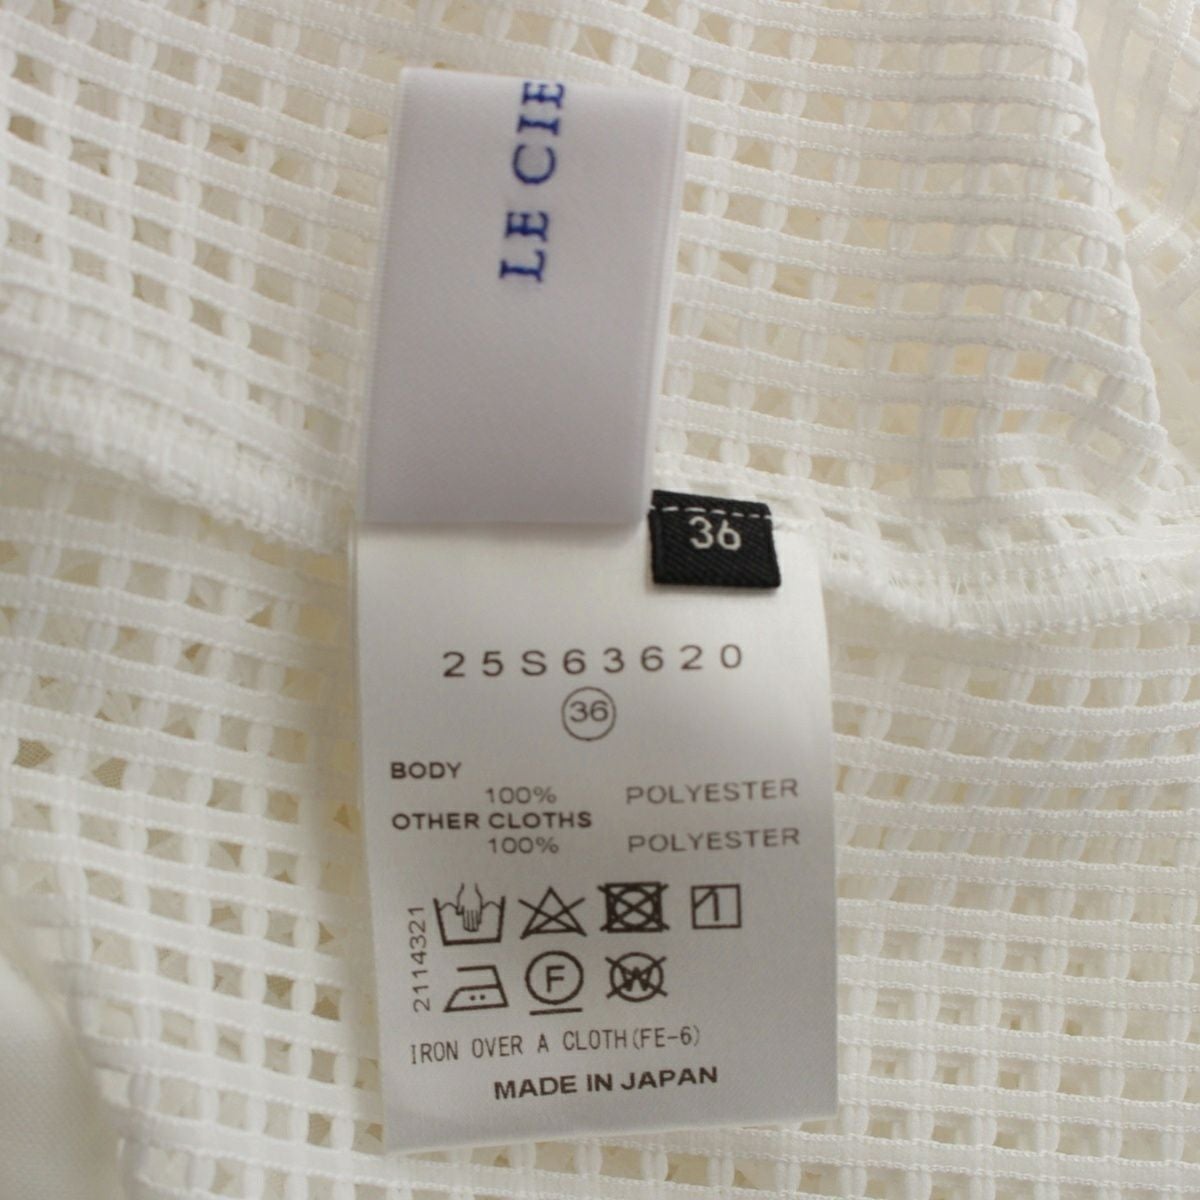 LE CIE
36
25S63620
36
BODY
100% POLYESTER
OTHER CLOTHS
100% POLYESTER
2114321
F
W
IRON OVER A CLOTH(FE-6)
MADE IN JAPAN